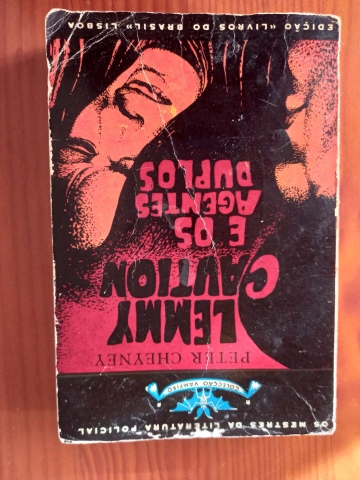 OS MESTRES DA LITERATURA POLICIAL
COLECÇÃO VAMPIRO
PETER CHEYNEY
LEMMY
CAUTION
E OS
AGENTES
DUPLOS
EDIÇÃO «LIVROS DO BRASIL» LISBOA